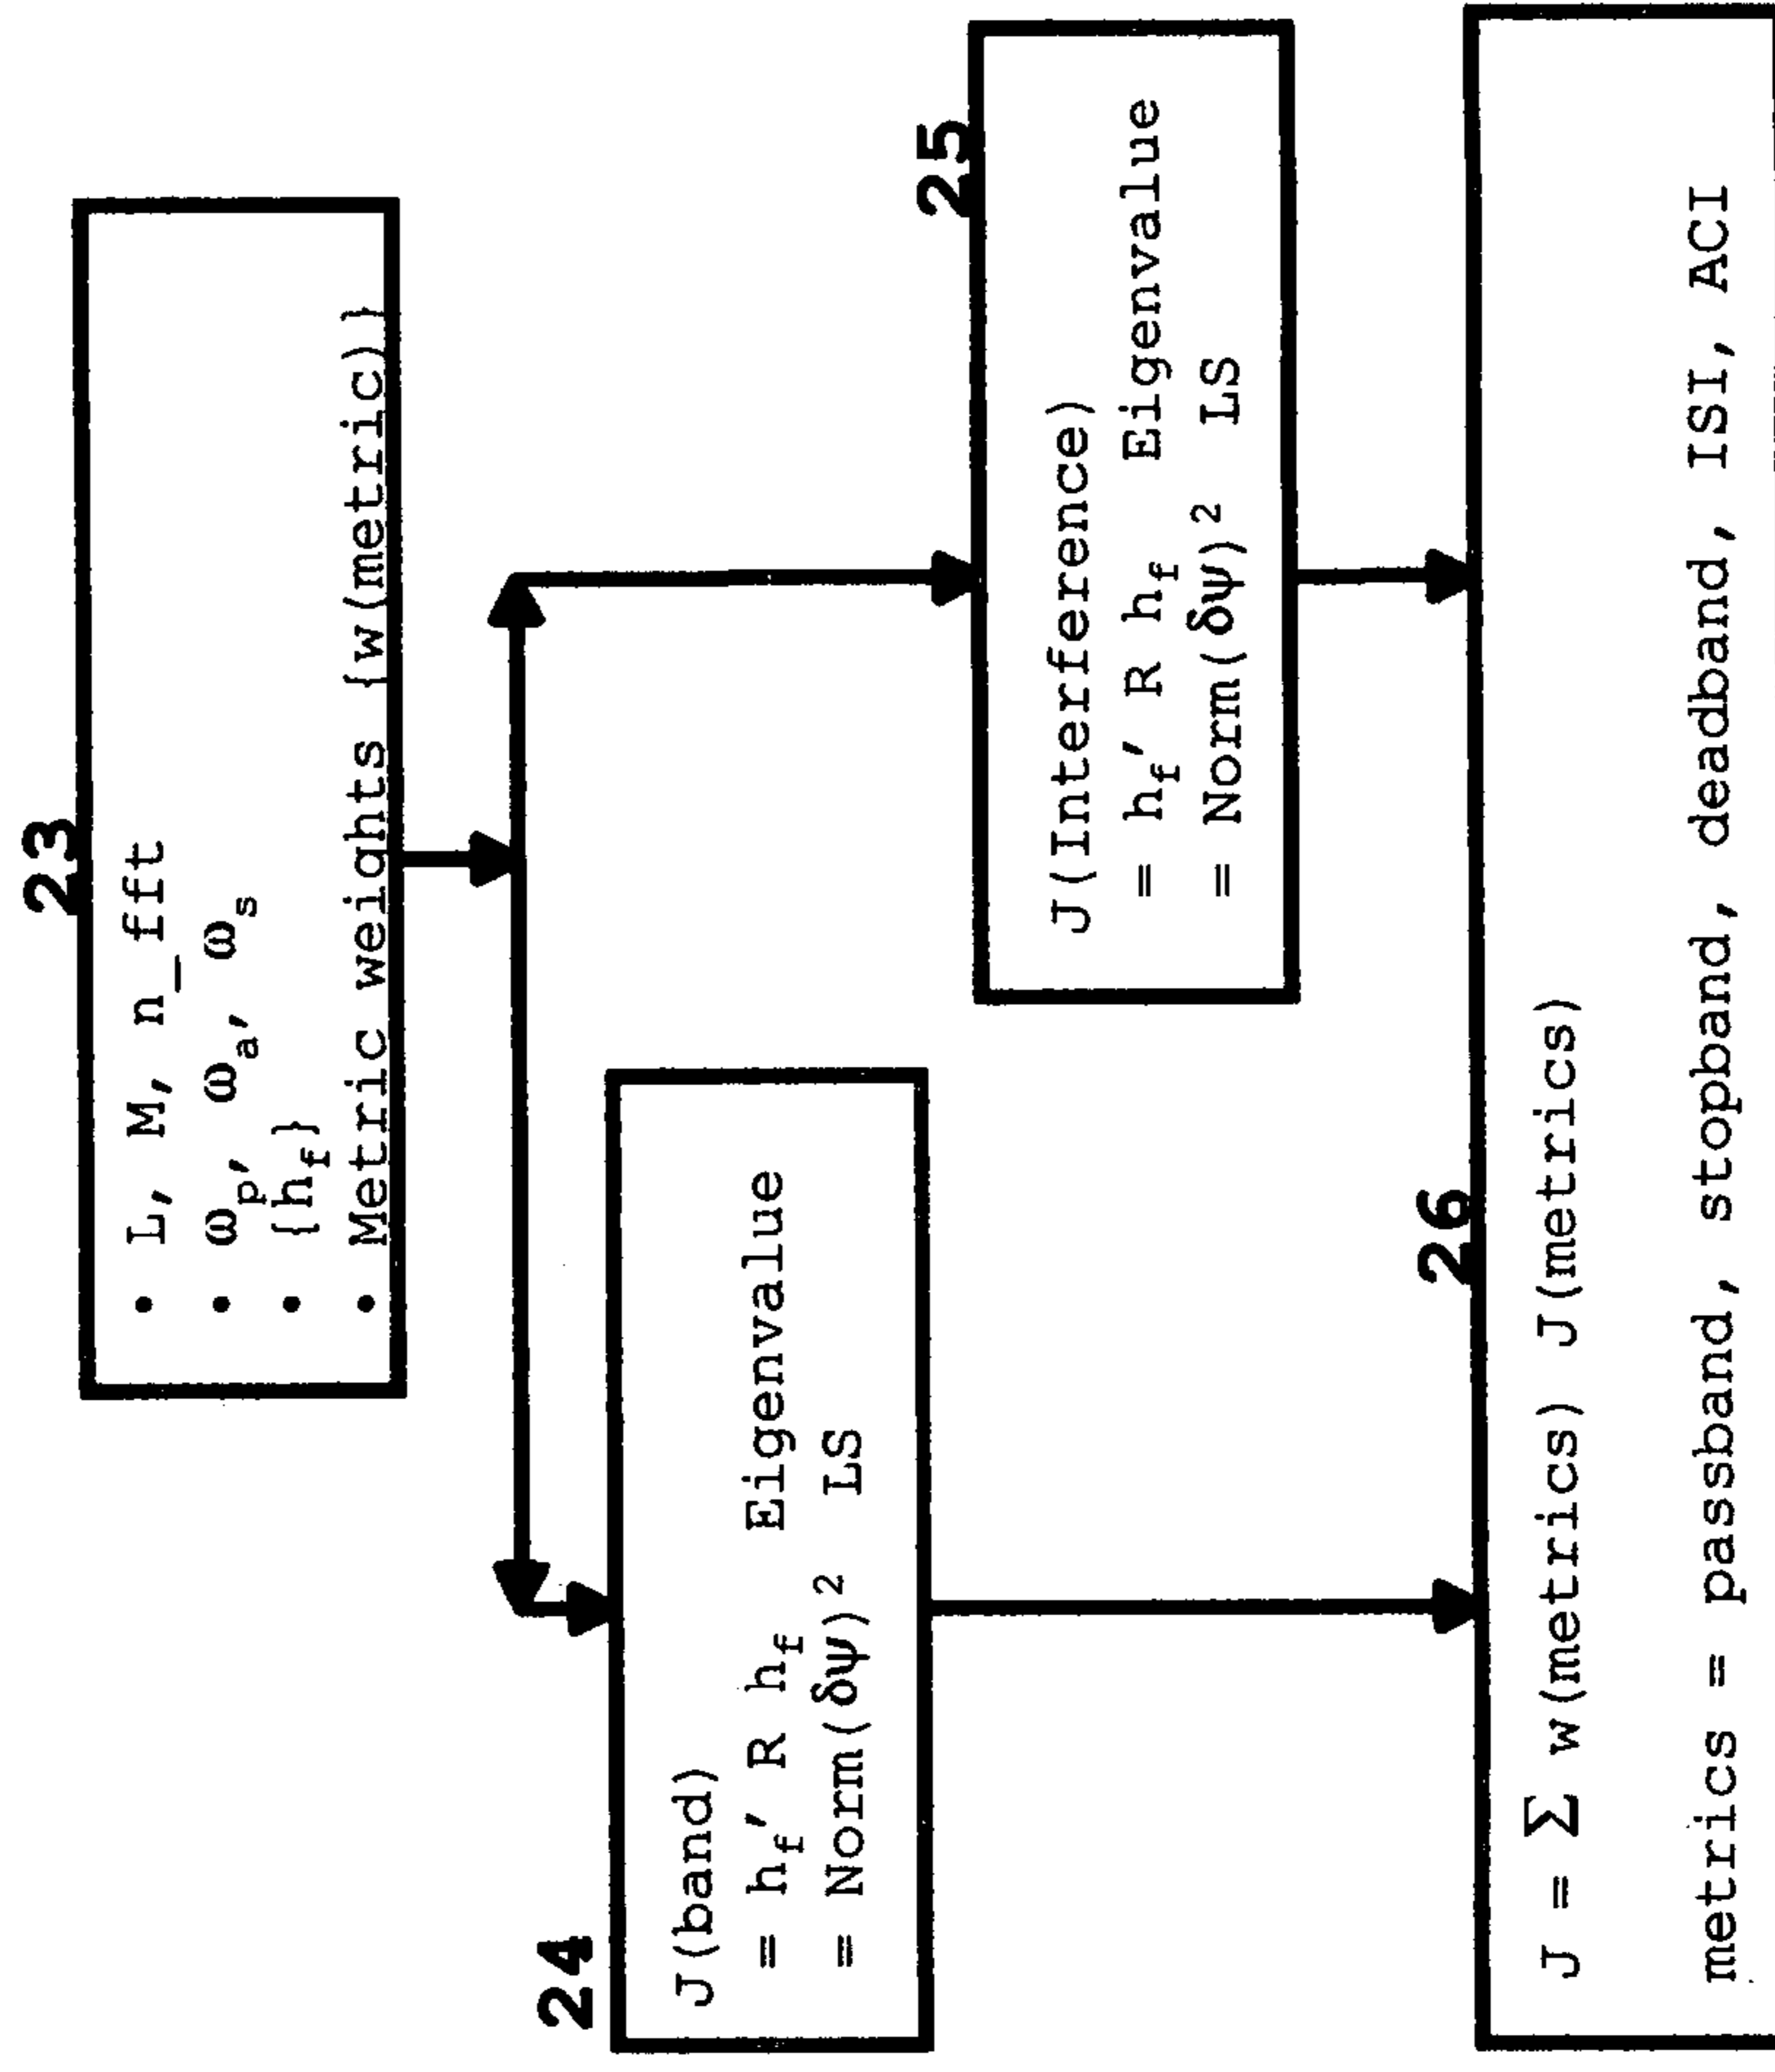 23
• L, M, n_fft
• ωp, ωa, ωs
• {hf}
• Metric weights {w(metric)}
24
J(band)
= hf′ R hf Eigenvalue
= Norm(δψ)² LS
25
J(Interference)
= hf′ R hf Eigenvalue
= Norm(δψ)² LS
26
J = Σ w(metrics) J(metrics)
metrics = passband, stopband, deadband, ISI, ACI